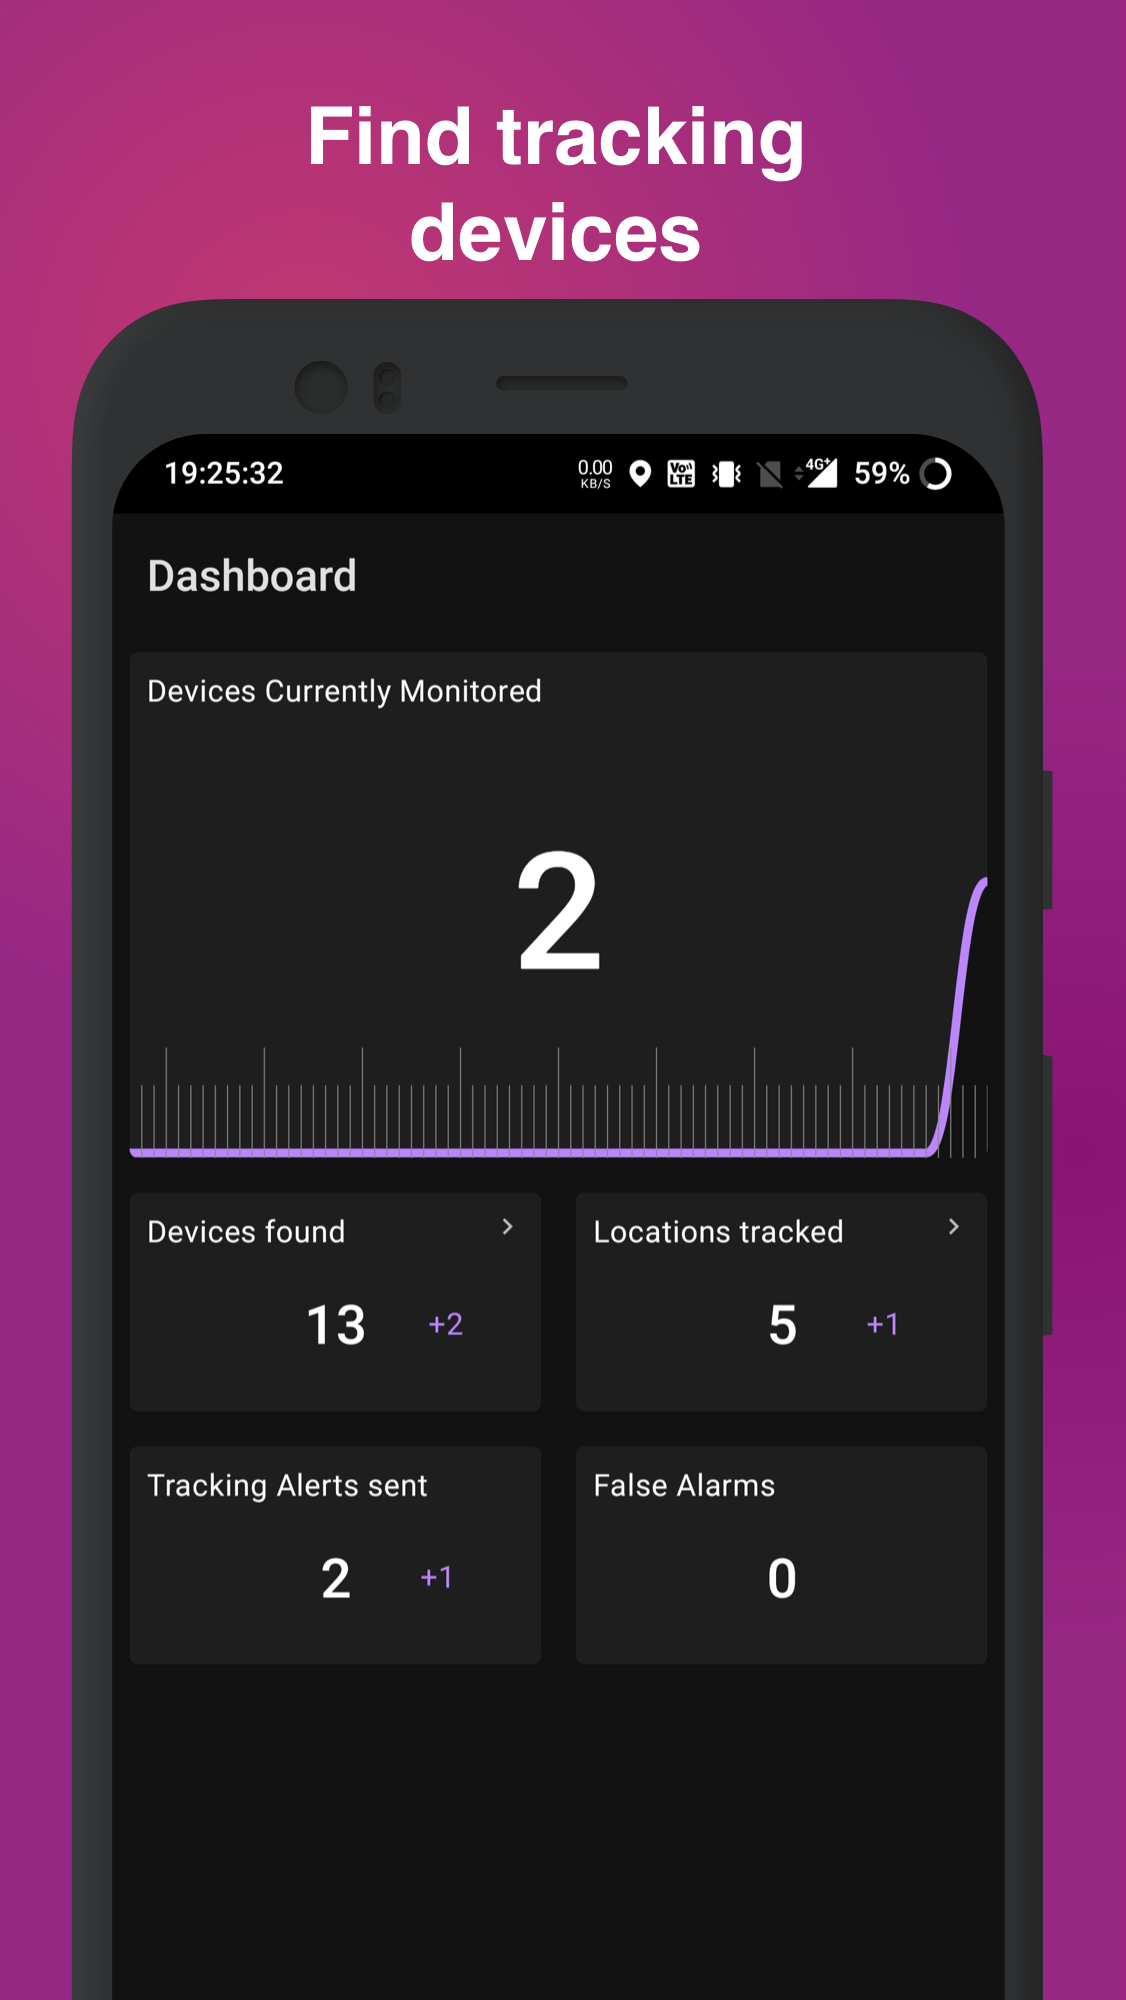 Find tracking
devices
19:25:32 0.00 KB/S Vo LTE 4G+ 59%
Dashboard
Devices Currently Monitored
2
Devices found
13 +2
Locations tracked
5 +1
Tracking Alerts sent
2 +1
False Alarms
0